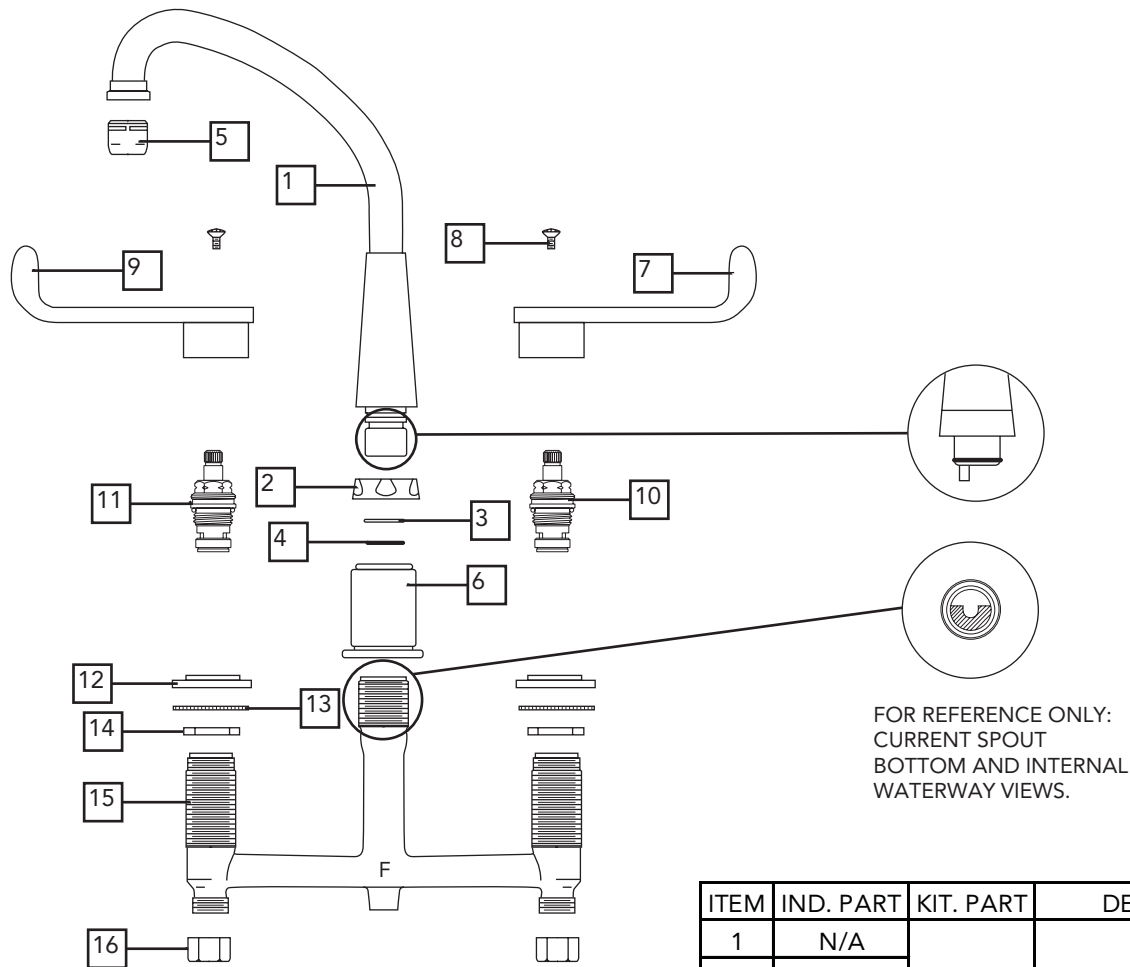 5
1
8
9
7
2
11
10
3
4
6
12
13
14
FOR REFERENCE ONLY:
CURRENT SPOUT
BOTTOM AND INTERNAL
WATERWAY VIEWS.
15
F
ITEM IND. PART KIT. PART DE
1 N/A
16